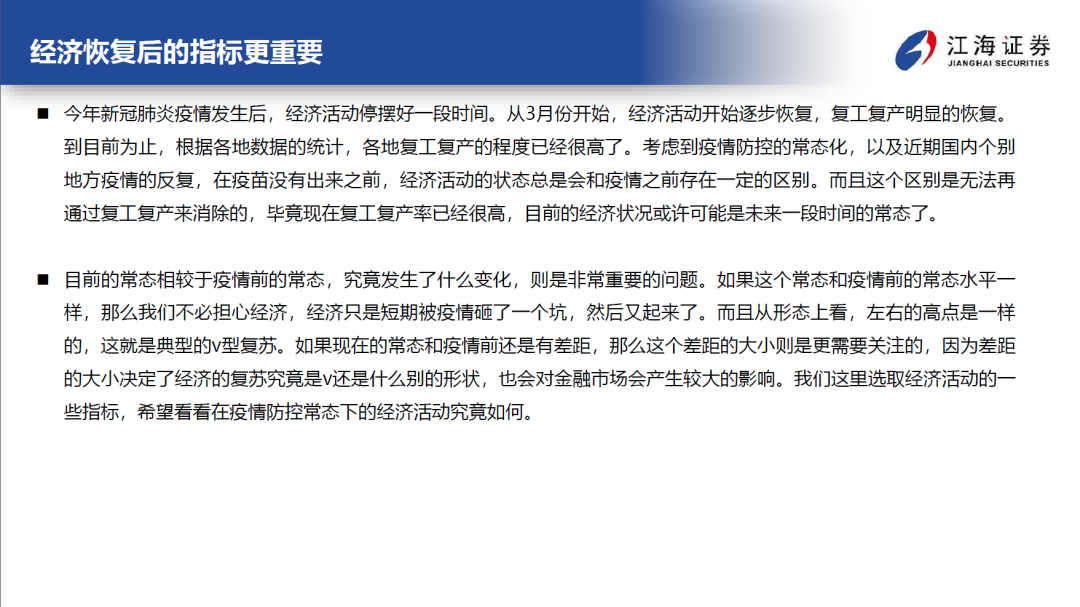 经济恢复后的指标更重要
江海证券
JIANGHAI SECURITIES
■ 今年新冠肺炎疫情发生后，经济活动停摆好一段时间。从3月份开始，经济活动开始逐步恢复，复工复产明显的恢复。
到目前为止，根据各地数据的统计，各地复工复产的程度已经很高了。考虑到疫情防控的常态化，以及近期国内个别
地方疫情的反复，在疫苗没有出来之前，经济活动的状态总是会和疫情之前存在一定的区别。而且这个区别是无法再
通过复工复产来消除的，毕竟现在复工复产率已经很高，目前的经济状况或许可能是未来一段时间的常态了。
■ 目前的常态相较于疫情前的常态，究竟发生了什么变化，则是非常重要的问题。如果这个常态和疫情前的常态水平一
样，那么我们不必担心经济，经济只是短期被疫情砸了一个坑，然后又起来了。而且从形态上看，左右的高点是一样
的，这就是典型的v型复苏。如果现在的常态和疫情前还是有差距，那么这个差距的大小则是更需要关注的，因为差距
的大小决定了经济的复苏究竟是v还是什么别的形状，也会对金融市场会产生较大的影响。我们这里选取经济活动的一
些指标，希望看看在疫情防控常态下的经济活动究竟如何。